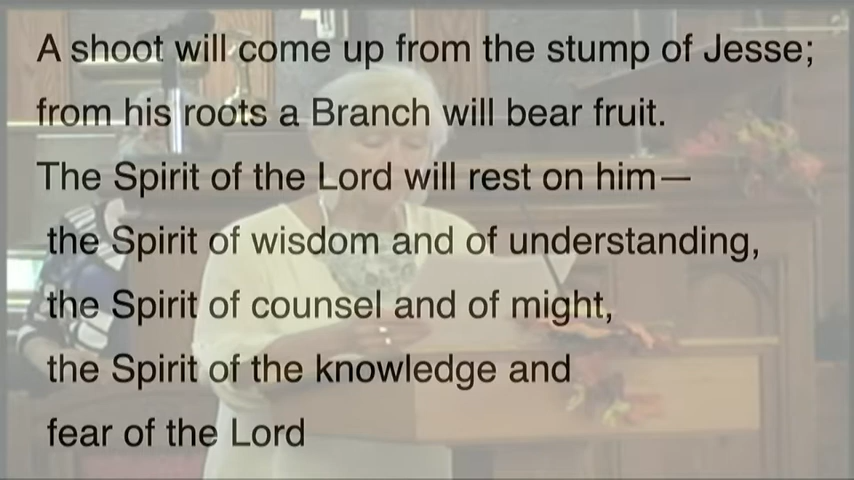 A shoot will come up from the stump of Jesse;
from his roots a Branch will bear fruit.
The Spirit of the Lord will rest on him—
the Spirit of wisdom and of understanding,
the Spirit of counsel and of might,
the Spirit of the knowledge and
fear of the Lord